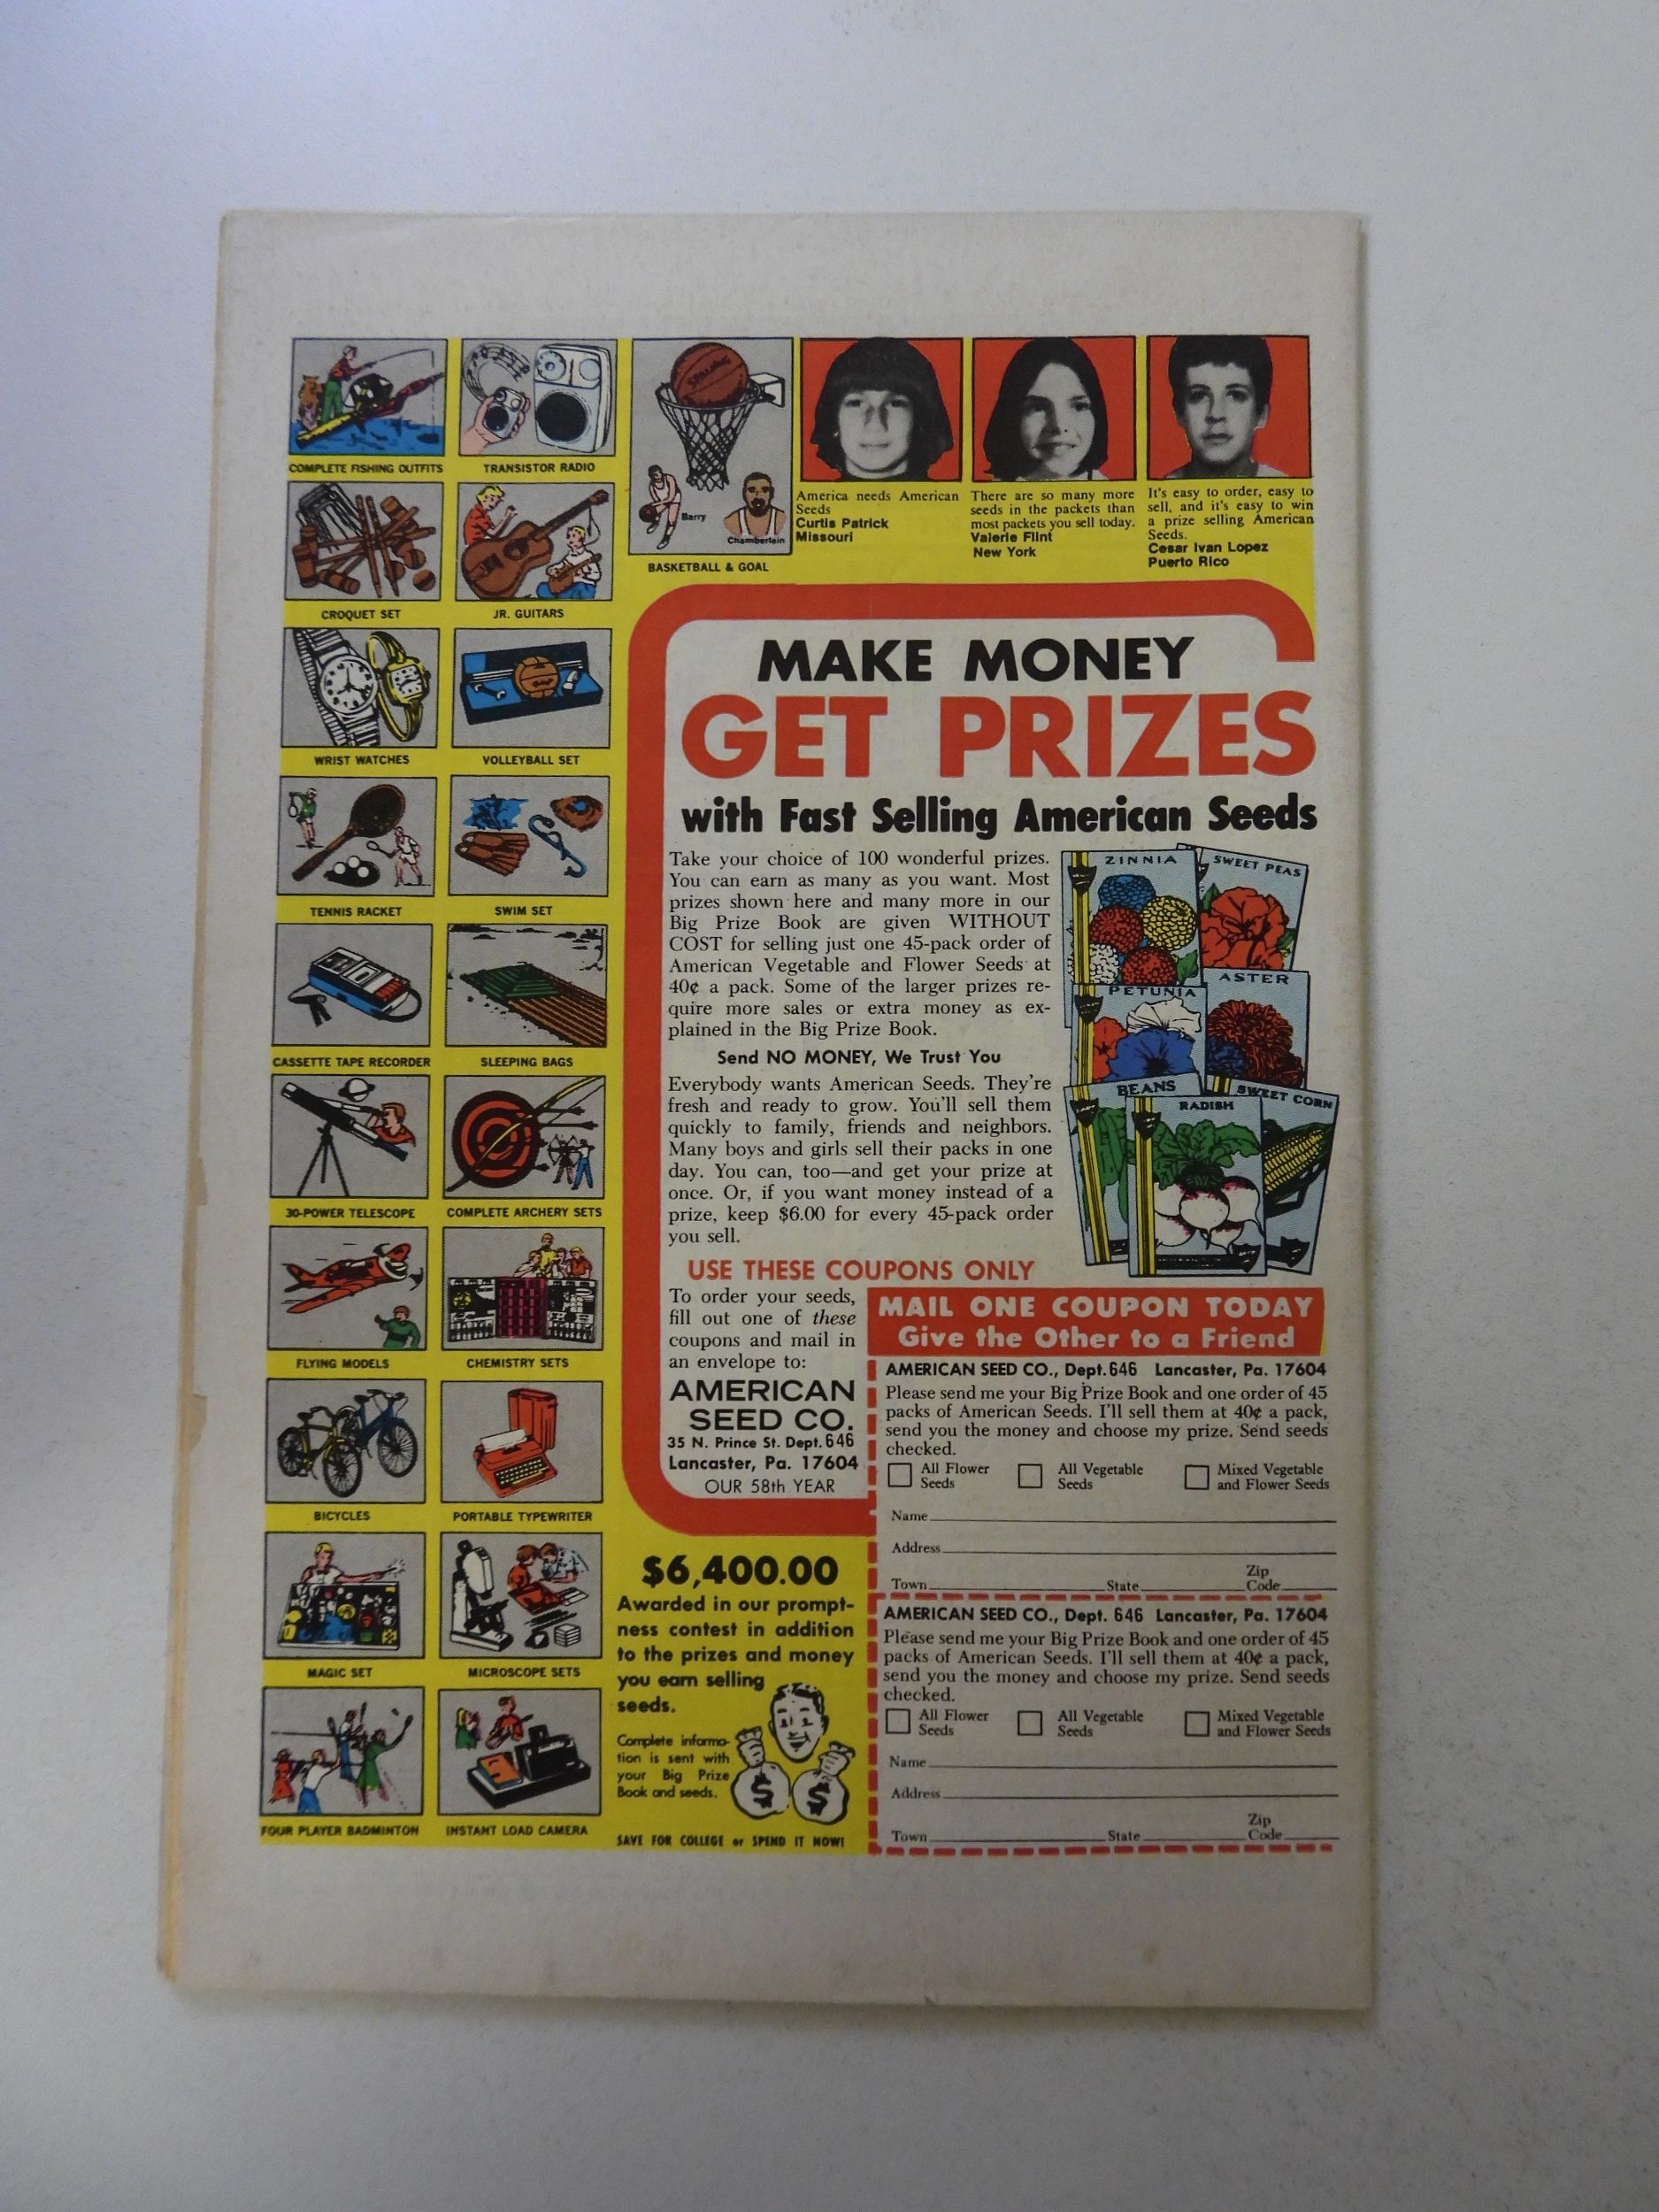 COMPLETE FISHING OUTFITS
TRANSISTOR RADIO
CROQUET SET
JR. GUITARS
WRIST WATCHES
VOLLEYBALL SET
TENNIS RACKET
SWIM SET
CASSETTE TAPE RECORDER
SLEEPING BAGS
30-POWER TELESCOPE
COMPLETE ARCHERY SETS
FLYING MODELS
CHEMISTRY SETS
BICYCLES
PORTABLE TYPEWRITER
MAGIC SET
MICROSCOPE SETS
FOUR PLAYER BADMINTON
INSTANT LOAD CAMERA
SPALDING
Barry
Chamberlain
BASKETBALL & GOAL
America needs American
Seeds
Curtis Patrick
Missouri
There are so many more
seeds in the packets than
most packets you sell today.
Valerie Flint
New York
It's easy to order, easy to
sell, and it's easy to win
a prize selling American
Seeds.
Cesar Ivan Lopez
Puerto Rico
MAKE MONEY
GET PRIZES
with Fast Selling American Seeds
Take your choice of 100 wonderful prizes.
You can earn as many as you want. Most
prizes shown here and many more in our
Big Prize Book are given WITHOUT
COST for selling just one 45-pack order of
American Vegetable and Flower Seeds at
40¢ a pack. Some of the larger prizes re-
quire more sales or extra money as ex-
plained in the Big Prize Book.
Send NO MONEY, We Trust You
Everybody wants American Seeds. They're
fresh and ready to grow. You'll sell them
quickly to family, friends and neighbors.
Many boys and girls sell their packs in one
day. You can, too—and get your prize at
once. Or, if you want money instead of a
prize, keep $6.00 for every 45-pack order
you sell.
ZINNIA
SWEET PEAS
PETUNIA
ASTER
BEANS
RADISH
SWEET CORN
USE THESE COUPONS ONLY
To order your seeds,
fill out one of these
coupons and mail in
an envelope to:
AMERICAN
SEED CO.
35 N. Prince St. Dept. 646
Lancaster, Pa. 17604
OUR 58th YEAR
MAIL ONE COUPON TODAY
Give the Other to a Friend
AMERICAN SEED CO., Dept. 646 Lancaster, Pa. 17604
Please send me your Big Prize Book and one order of 45
packs of American Seeds. I'll sell them at 40¢ a pack,
send you the money and choose my prize. Send seeds
checked.
All Flower Seeds
All Vegetable Seeds
Mixed Vegetable and Flower Seeds
Name
Address
Town State Zip Code
AMERICAN SEED CO., Dept. 646 Lancaster, Pa. 17604
Please send me your Big Prize Book and one order of 45
packs of American Seeds. I'll sell them at 40¢ a pack,
send you the money and choose my prize. Send seeds
checked.
All Flower Seeds
All Vegetable Seeds
Mixed Vegetable and Flower Seeds
Name
Address
Town State Zip Code
$6,400.00
Awarded in our prompt-
ness contest in addition
to the prizes and money
you earn selling
seeds.
Complete informa-
tion is sent with
your Big Prize
Book and seeds.
$ $
SAVE FOR COLLEGE or SPEND IT NOW!